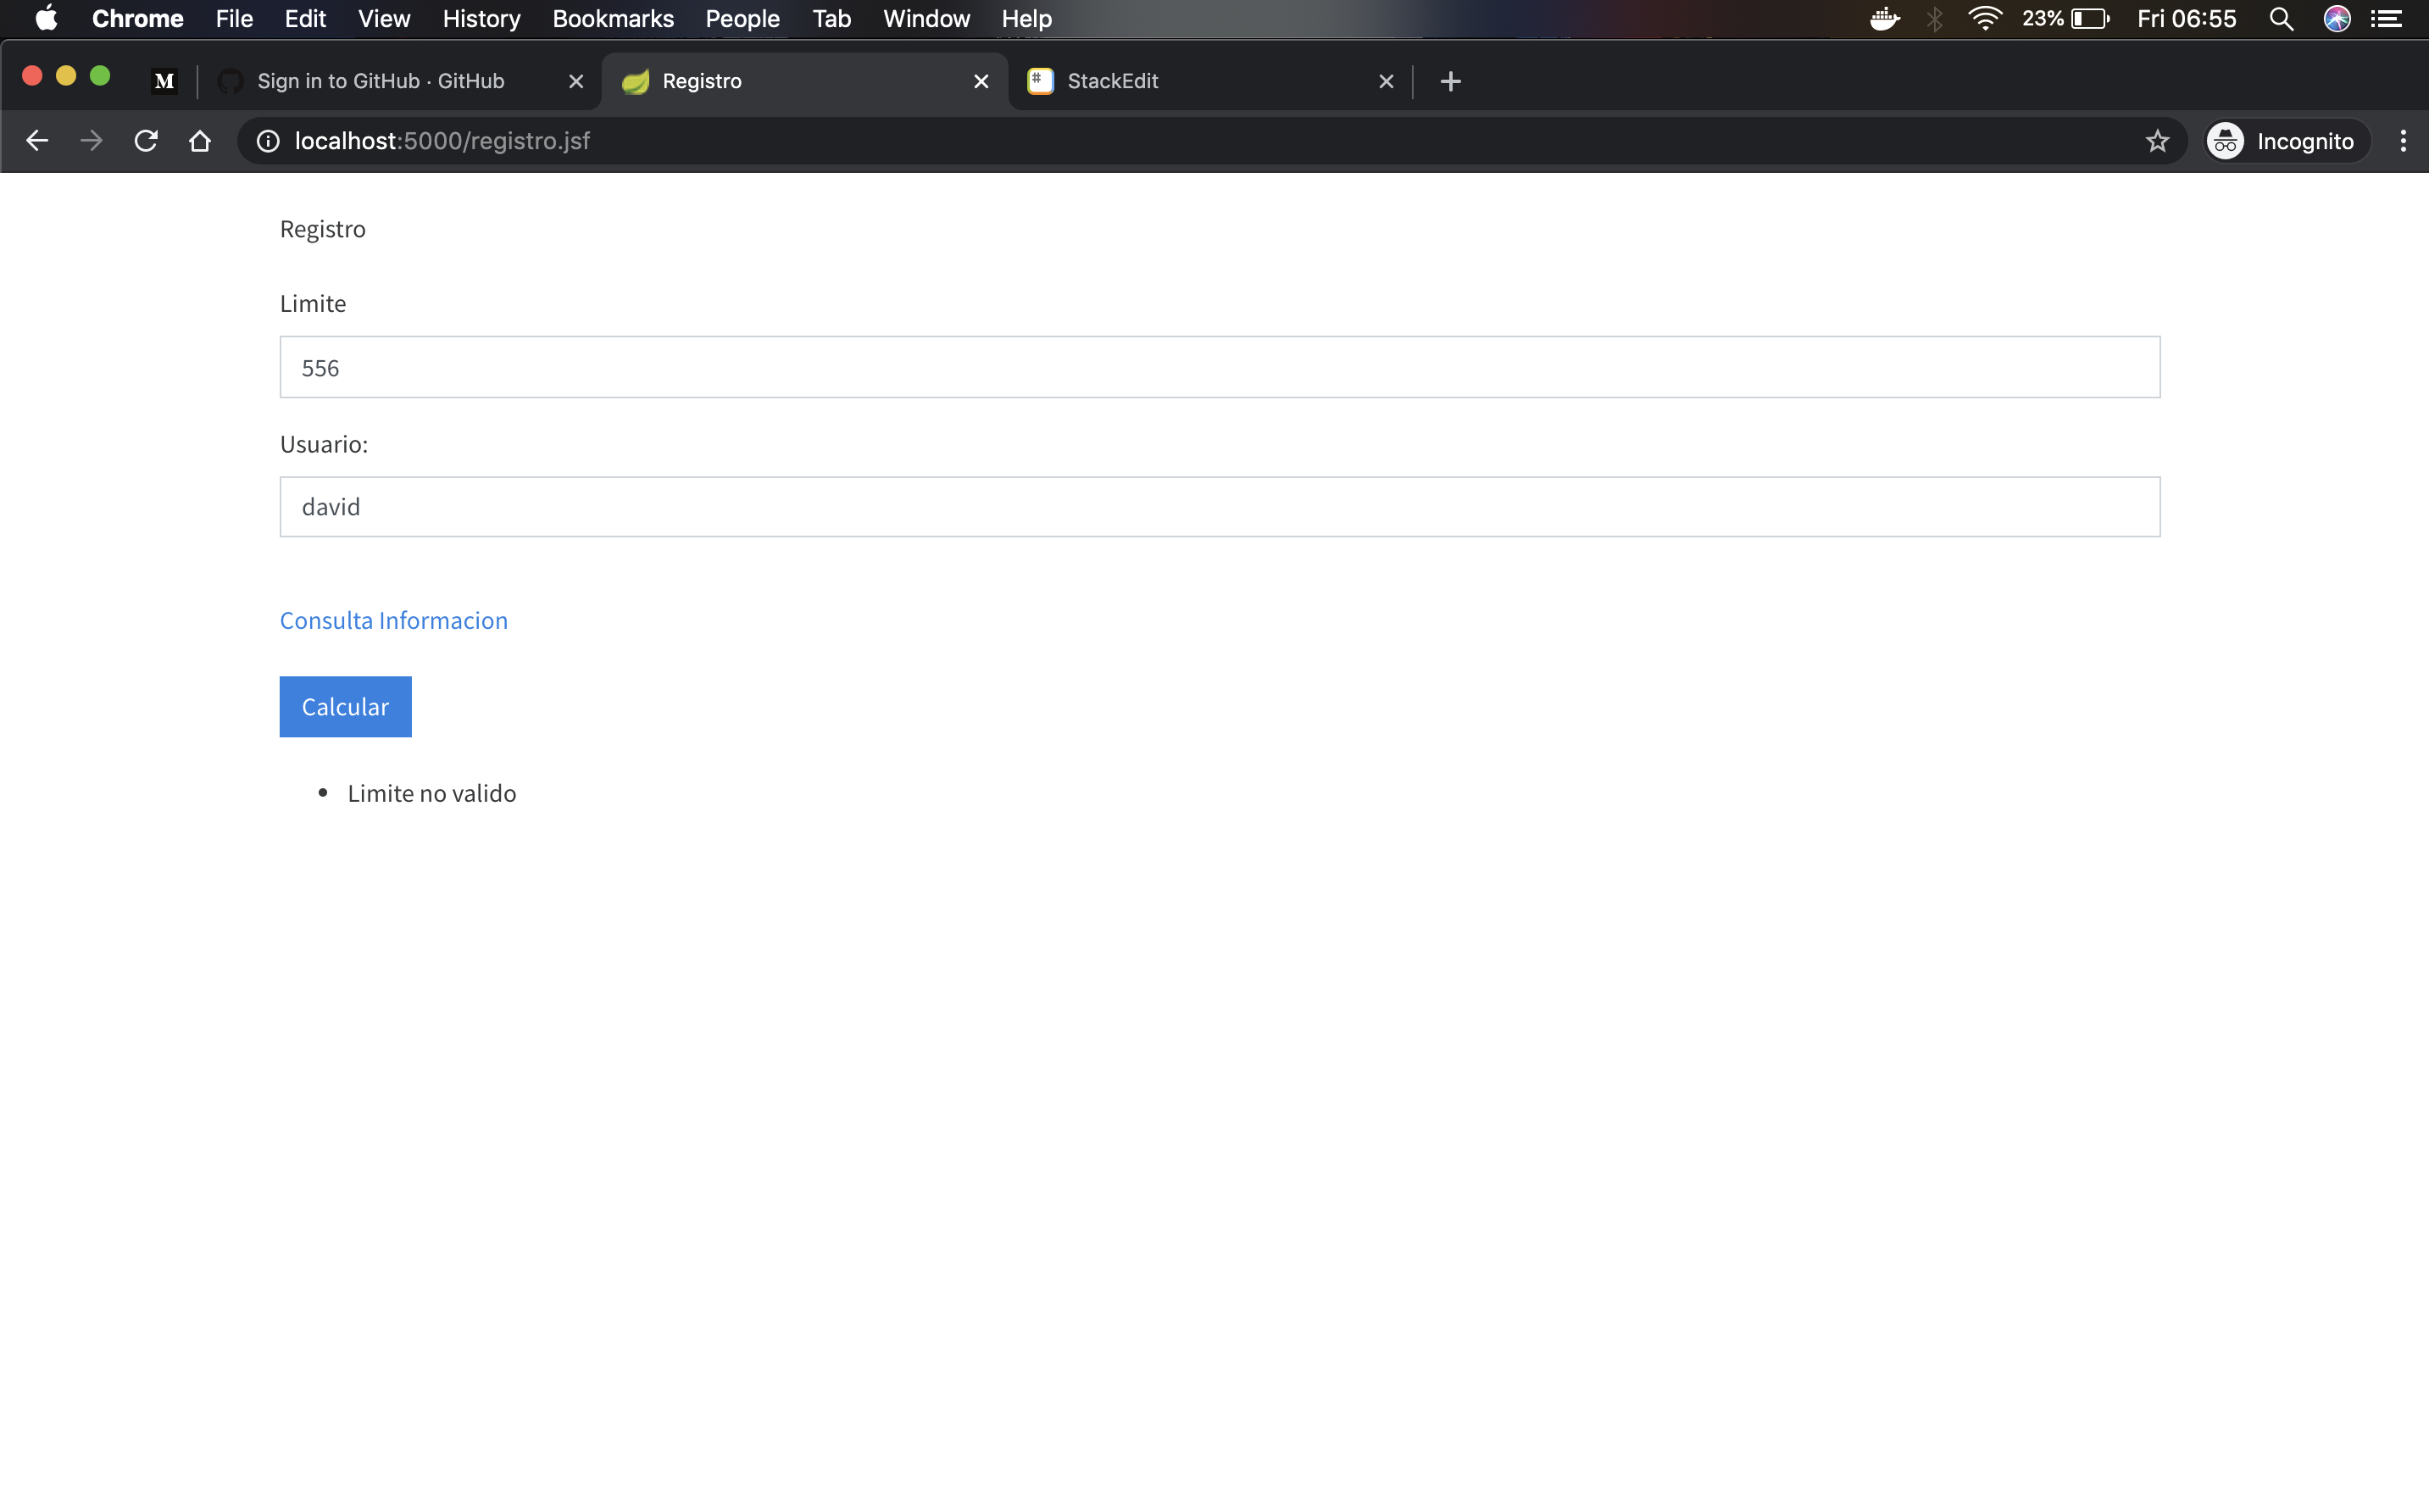 Chrome File Edit View History Bookmarks People Tab Window Help 23% Fri 06:55
M Sign in to GitHub · GitHub Registro # StackEdit
localhost:5000/registro.jsf Incognito
Registro
Limite
556
Usuario:
david
Consulta Informacion
Calcular
• Limite no valido